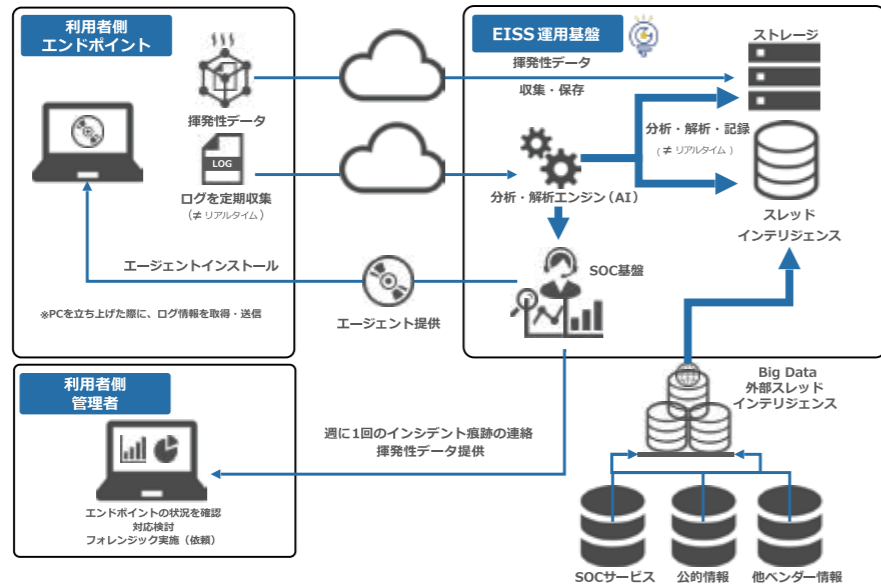 利用者側
エンドポイント
揮発性データ
LOG
ログを定期収集
(≠ リアルタイム)
エージェントインストール
※PCを立ち上げた際に、ログ情報を取得・送信
エージェント提供
EISS 運用基盤
揮発性データ
収集・保存
ストレージ
分析・解析・記録
(≠ リアルタイム)
分析・解析エンジン(AI)
スレッド
インテリジェンス
SOC基盤
利用者側
管理者
エンドポイントの状況を確認
対応検討
フォレンジック実施(依頼)
週に1回のインシデント痕跡の連絡
揮発性データ提供
Big Data
外部スレッド
インテリジェンス
SOCサービス
公的情報
他ベンダー情報